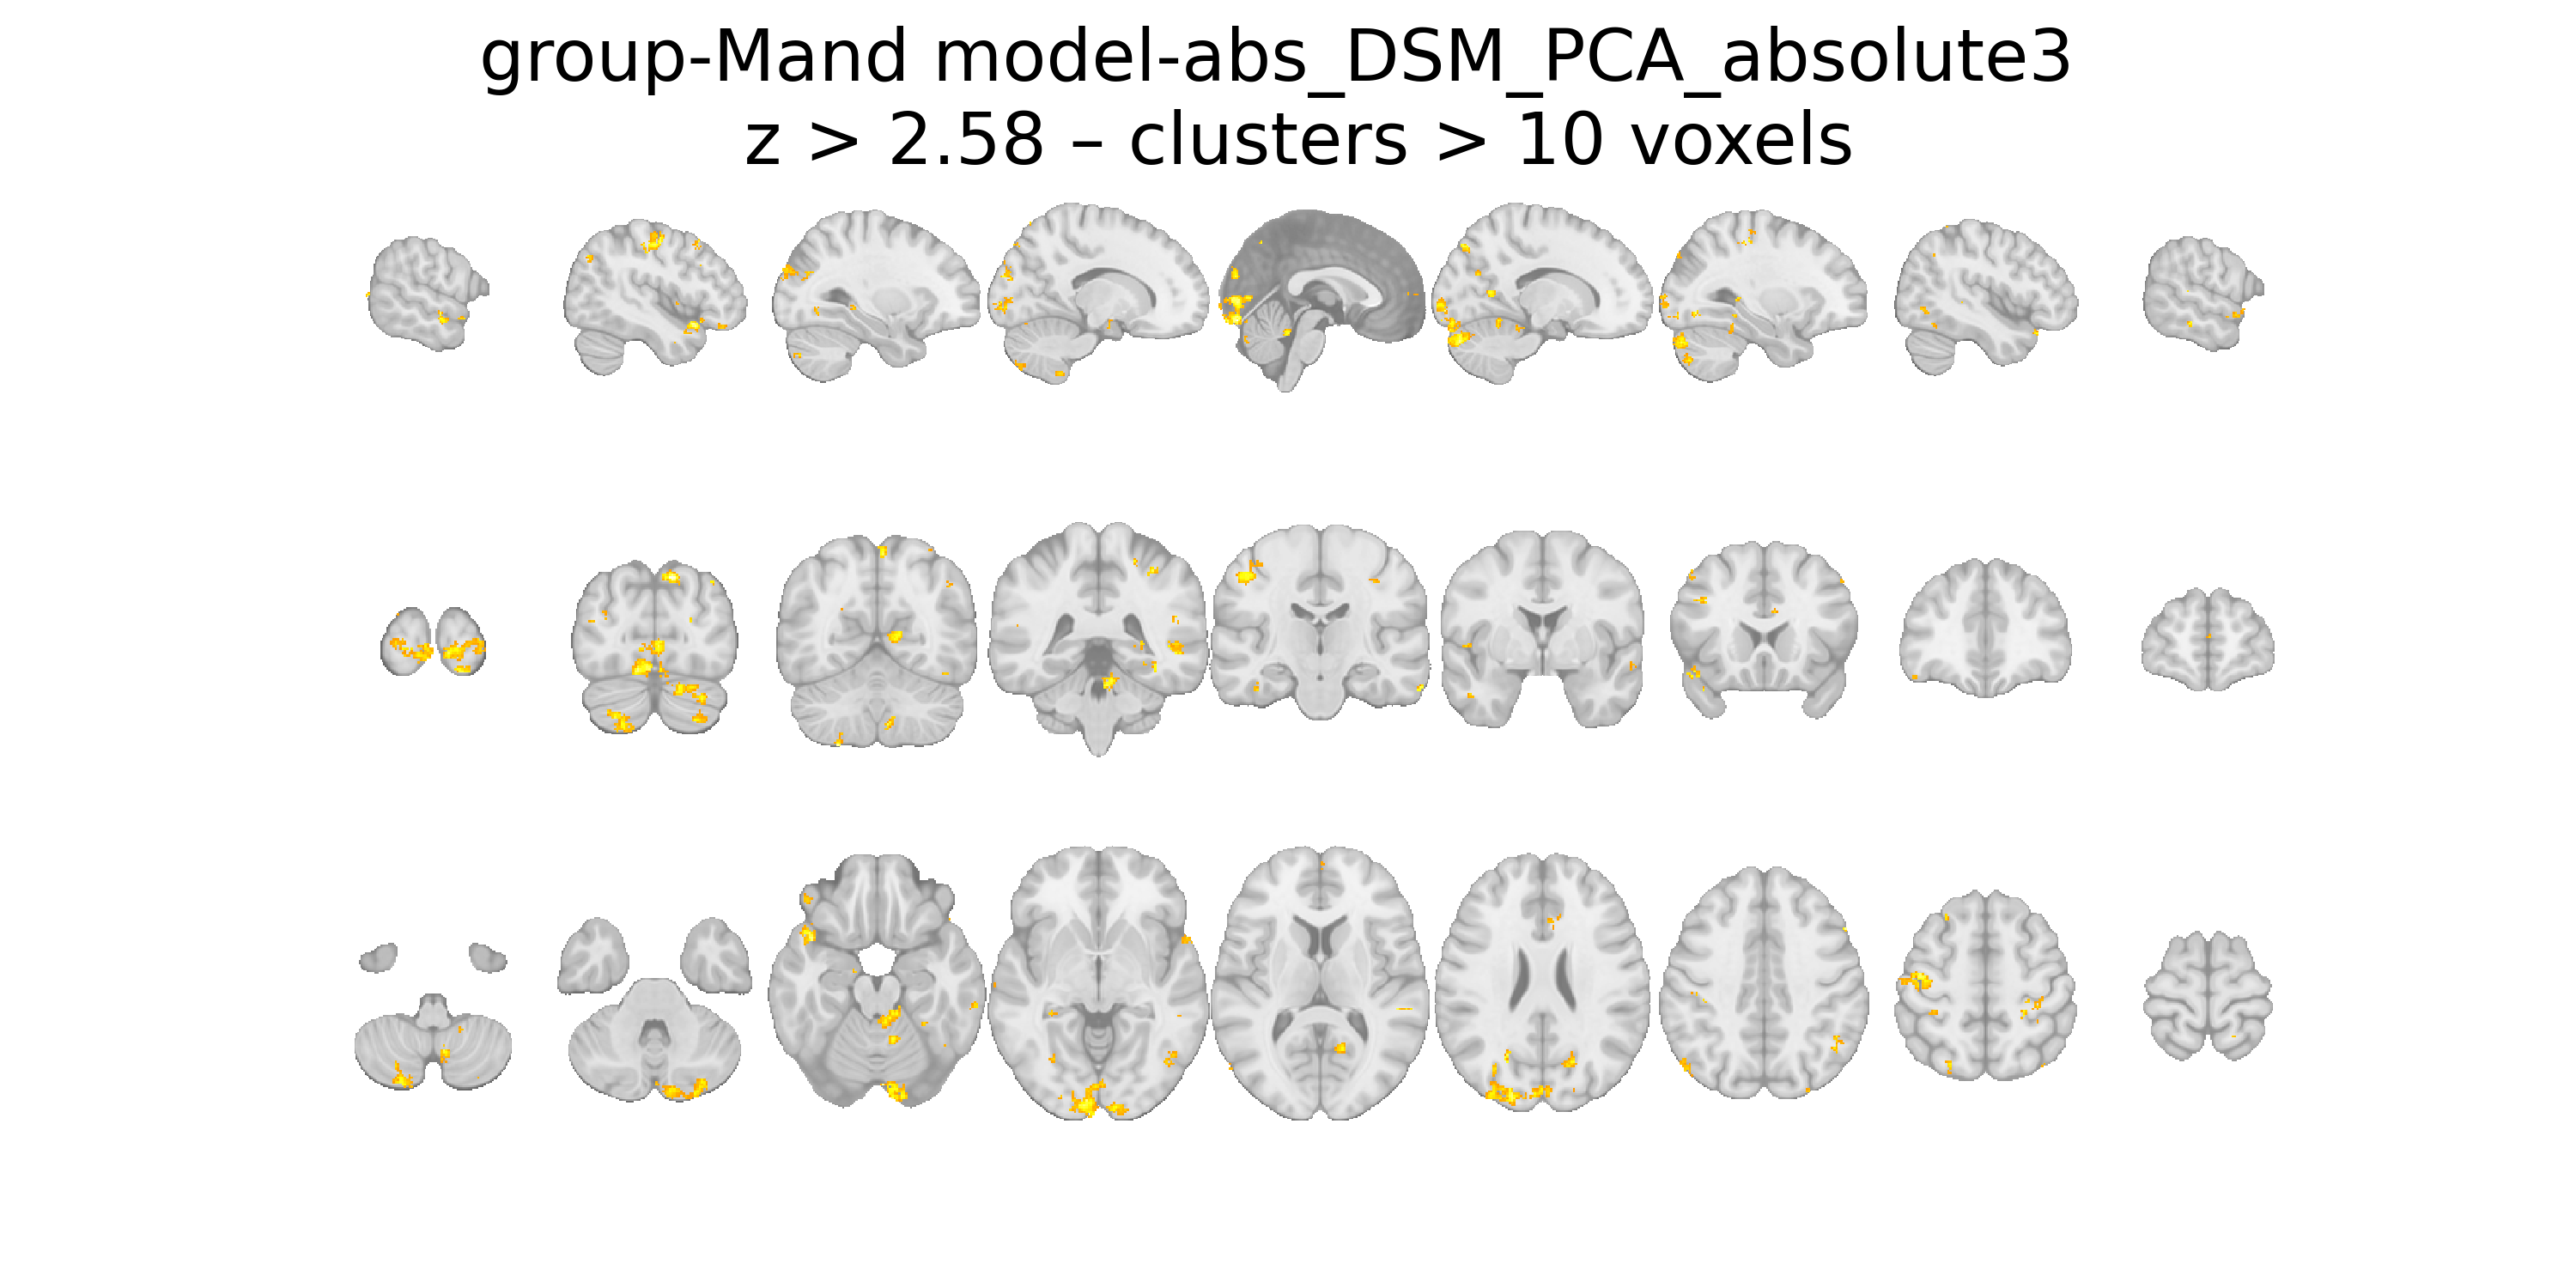 group-Mand model-abs_DSM_PCA_absolute3
z > 2.58 – clusters > 10 voxels